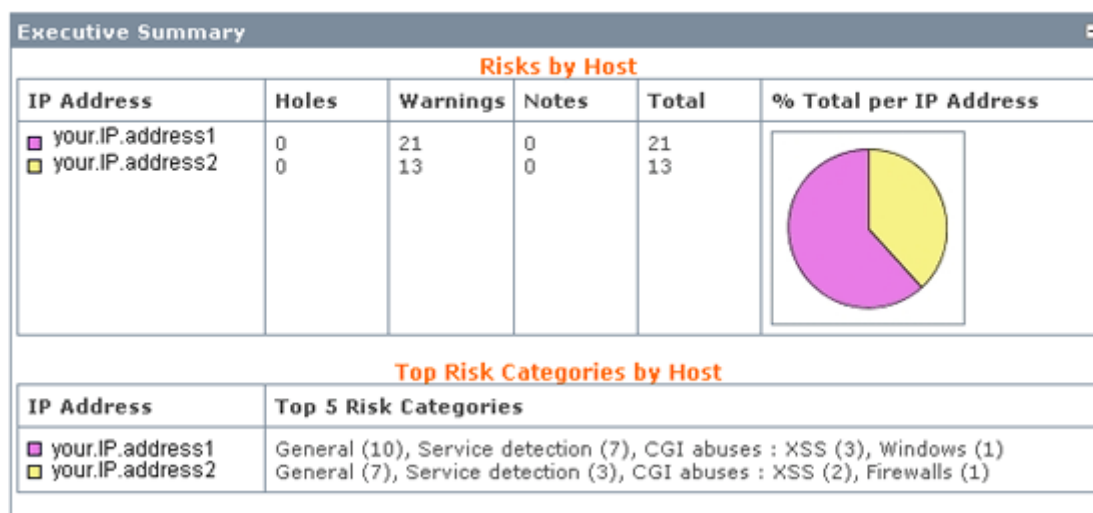 Executive Summary
Risks by Host
IP Address Holes Warnings Notes Total % Total per IP Address
your.IP.address1 0 21 0 21
your.IP.address2 0 13 0 13
Top Risk Categories by Host
IP Address Top 5 Risk Categories
your.IP.address1 General (10), Service detection (7), CGI abuses : XSS (3), Windows (1)
your.IP.address2 General (7), Service detection (3), CGI abuses : XSS (2), Firewalls (1)